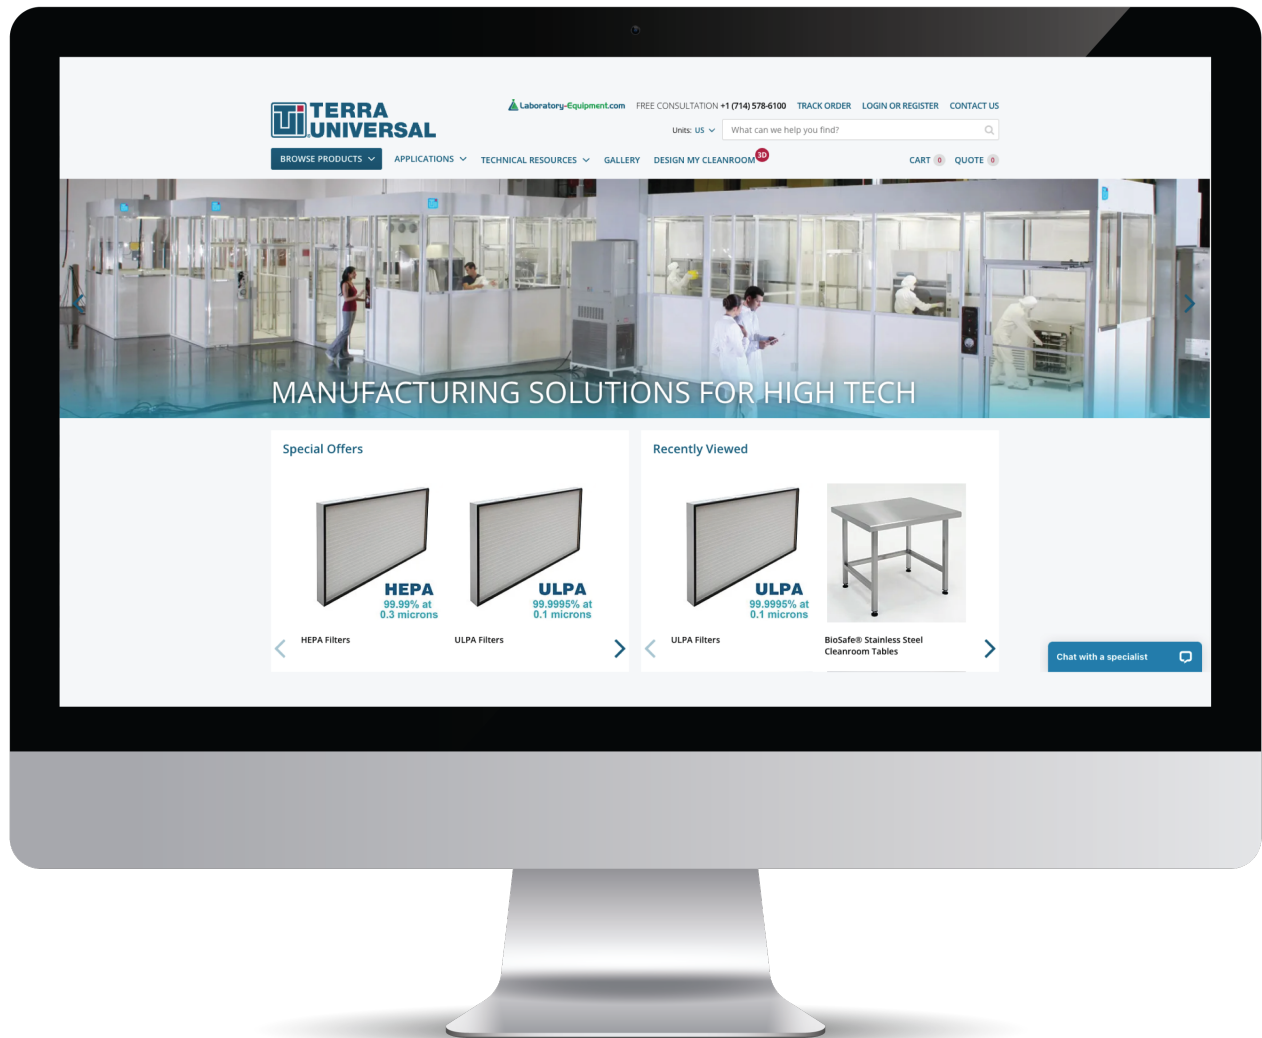 TERRA
UNIVERSAL
Laboratory-Equipment.com FREE CONSULTATION +1 (714) 578-6100 TRACK ORDER LOGIN OR REGISTER CONTACT US
Units: US What can we help you find?
BROWSE PRODUCTS APPLICATIONS TECHNICAL RESOURCES GALLERY DESIGN MY CLEANROOM 3D CART 0 QUOTE 0
MANUFACTURING SOLUTIONS FOR HIGH TECH
Special Offers
HEPA
99.99% at
0.3 microns
HEPA Filters
ULPA
99.9995% at
0.1 microns
ULPA Filters
Recently Viewed
ULPA
99.9995% at
0.1 microns
ULPA Filters
BioSafe® Stainless Steel
Cleanroom Tables
Chat with a specialist